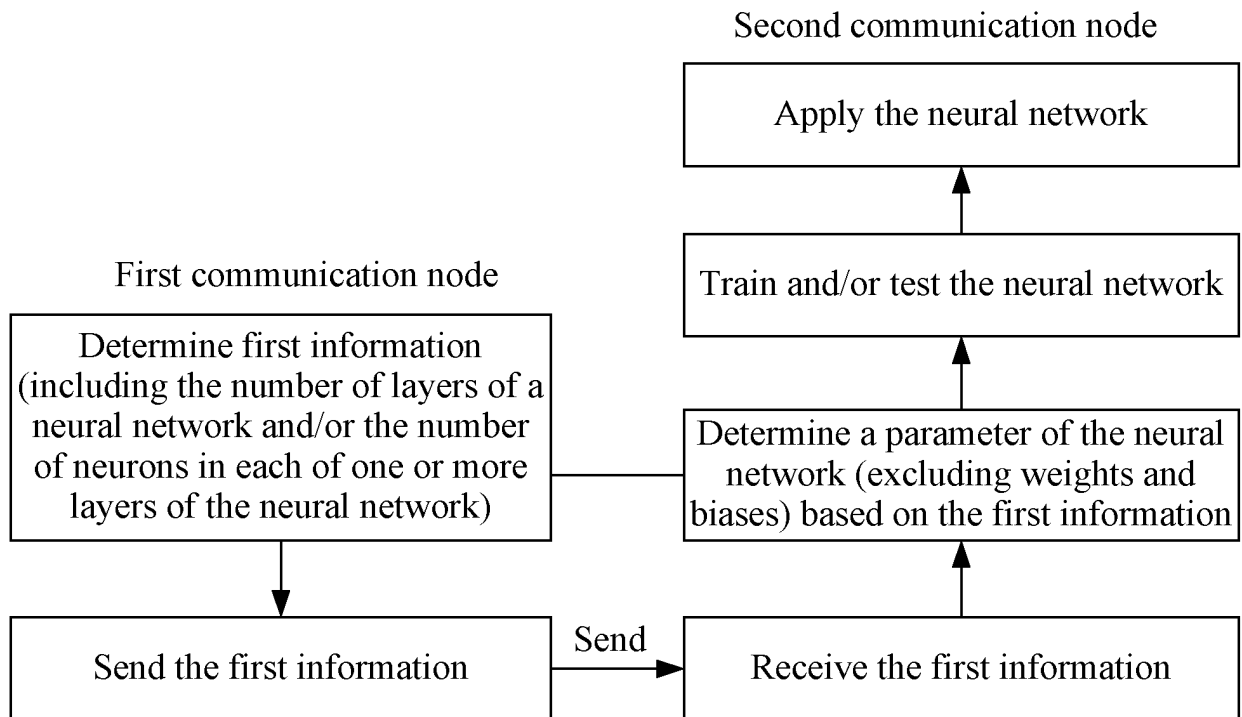 Second communication node
Apply the neural network
Train and/or test the neural network
First communication node
Determine first information
(including the number of layers of a
neural network and/or the number
of neurons in each of one or more
layers of the neural network)
Determine a parameter of the neural
network (excluding weights and
biases) based on the first information
Send the first information
Send
Receive the first information